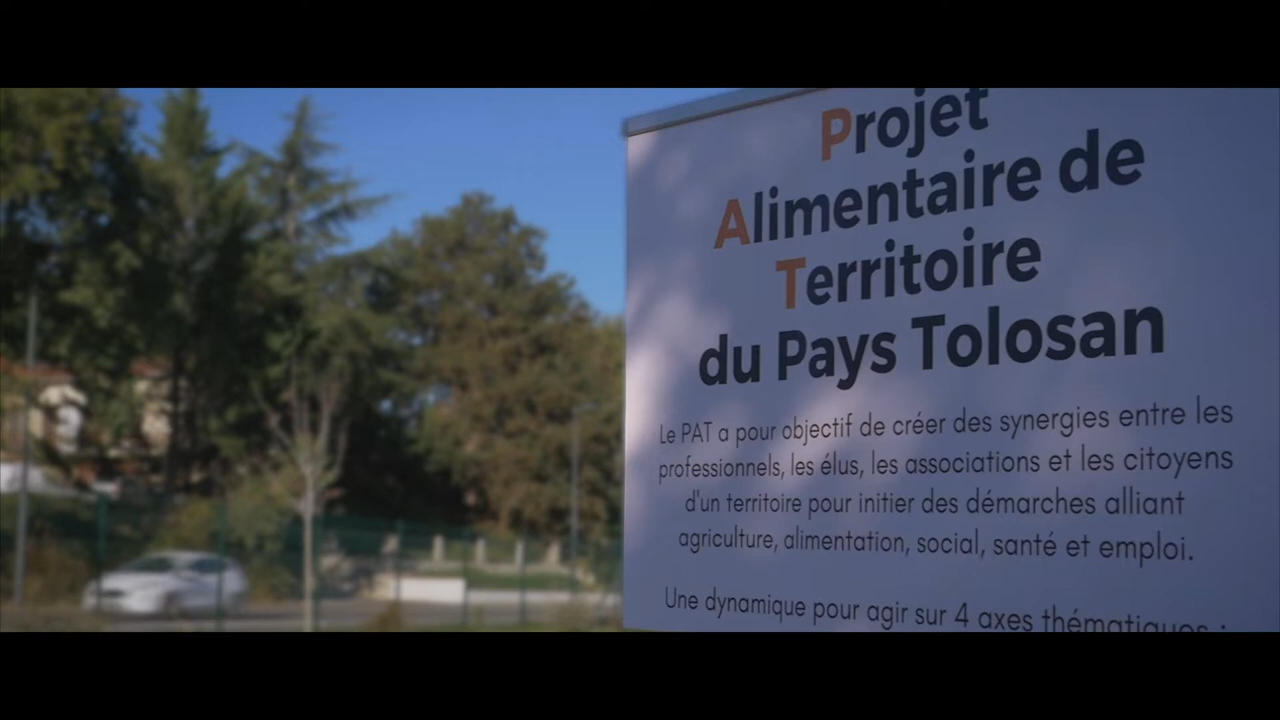 Projet
Alimentaire de
Territoire
du Pays Tolosan
Le PAT a pour objectif de créer des synergies entre les
professionnels, les élus, les associations et les citoyens
d'un territoire pour initier des démarches alliant
agriculture, alimentation, social, santé et emploi.
Une dynamique pour agir sur 4 axes thématiques :